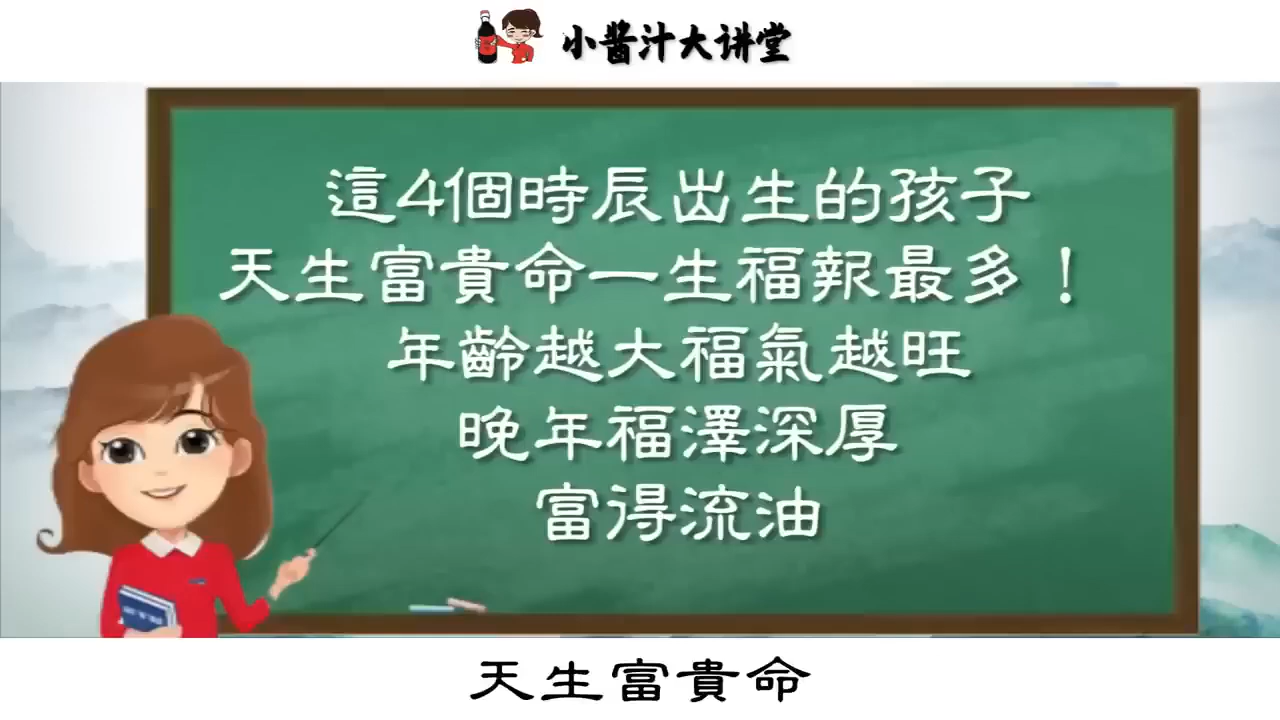 小酱汁大讲堂
這4個時辰出生的孩子
天生富貴命一生福報最多！
年齡越大福氣越旺
晚年福澤深厚
富得流油
天生富貴命